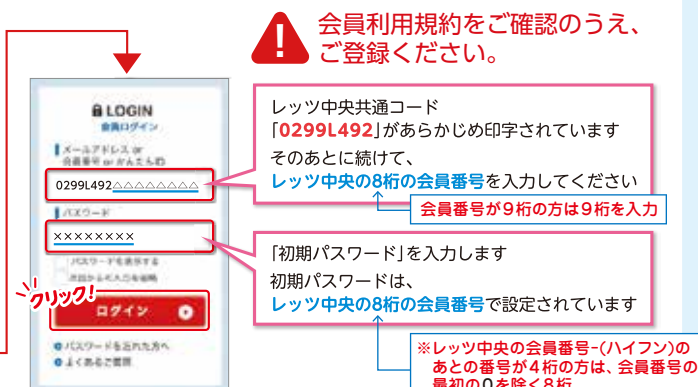 会員利用規約をご確認のうえ、
ご登録ください。
LOGIN
会員ログイン
メールアドレス or
会員番号 or かんたんID
0299L492△△△△△△△△
パスワード
××××××××
パスワードを表示する
次回から入力を省略
クリック!
ログイン
パスワードを忘れた方へ
よくあるご質問
レッツ中央共通コード
「0299L492」があらかじめ印字されています
そのあとに続けて、
レッツ中央の8桁の会員番号を入力してください
会員番号が9桁の方は9桁を入力
「初期パスワード」を入力します
初期パスワードは、
レッツ中央の8桁の会員番号で設定されています
※レッツ中央の会員番号-(ハイフン)の
あとの番号が4桁の方は、会員番号の
最初の0を除く8桁